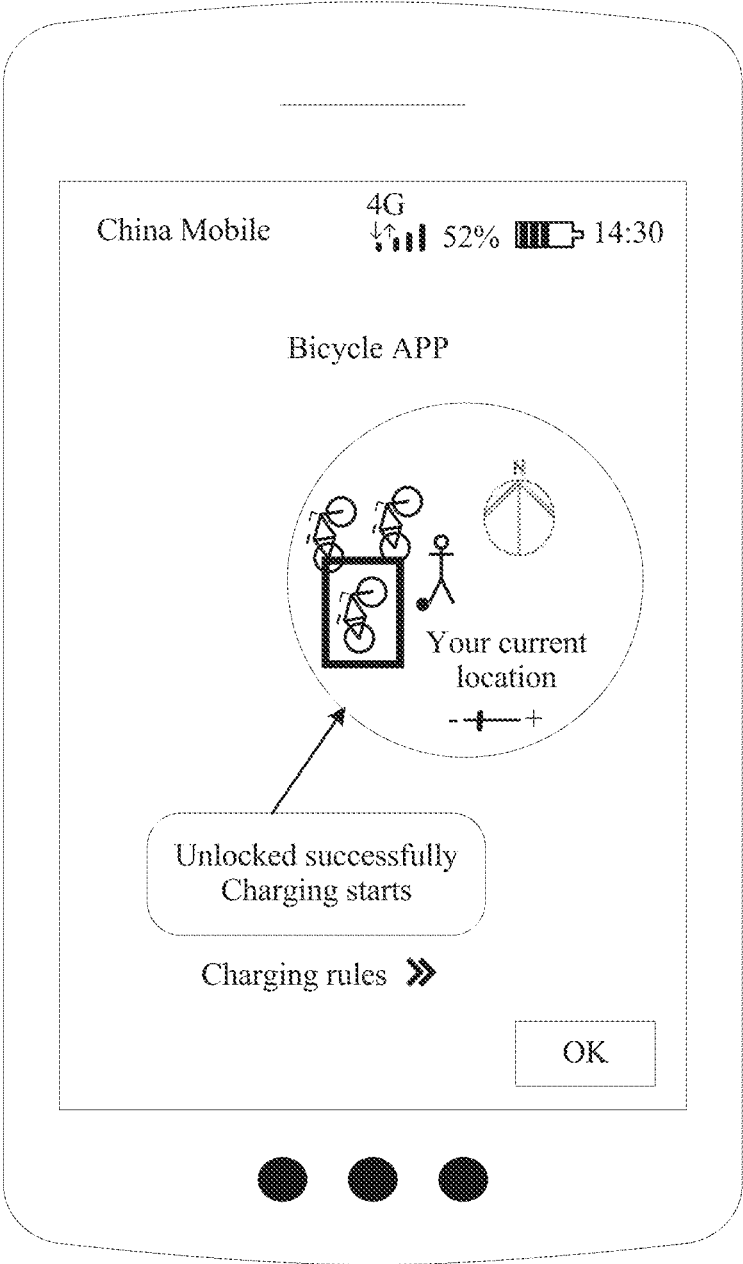 China Mobile
4G
52%
14:30
Bicycle APP
N
Your current
location
- +
Unlocked successfully
Charging starts
Charging rules
OK